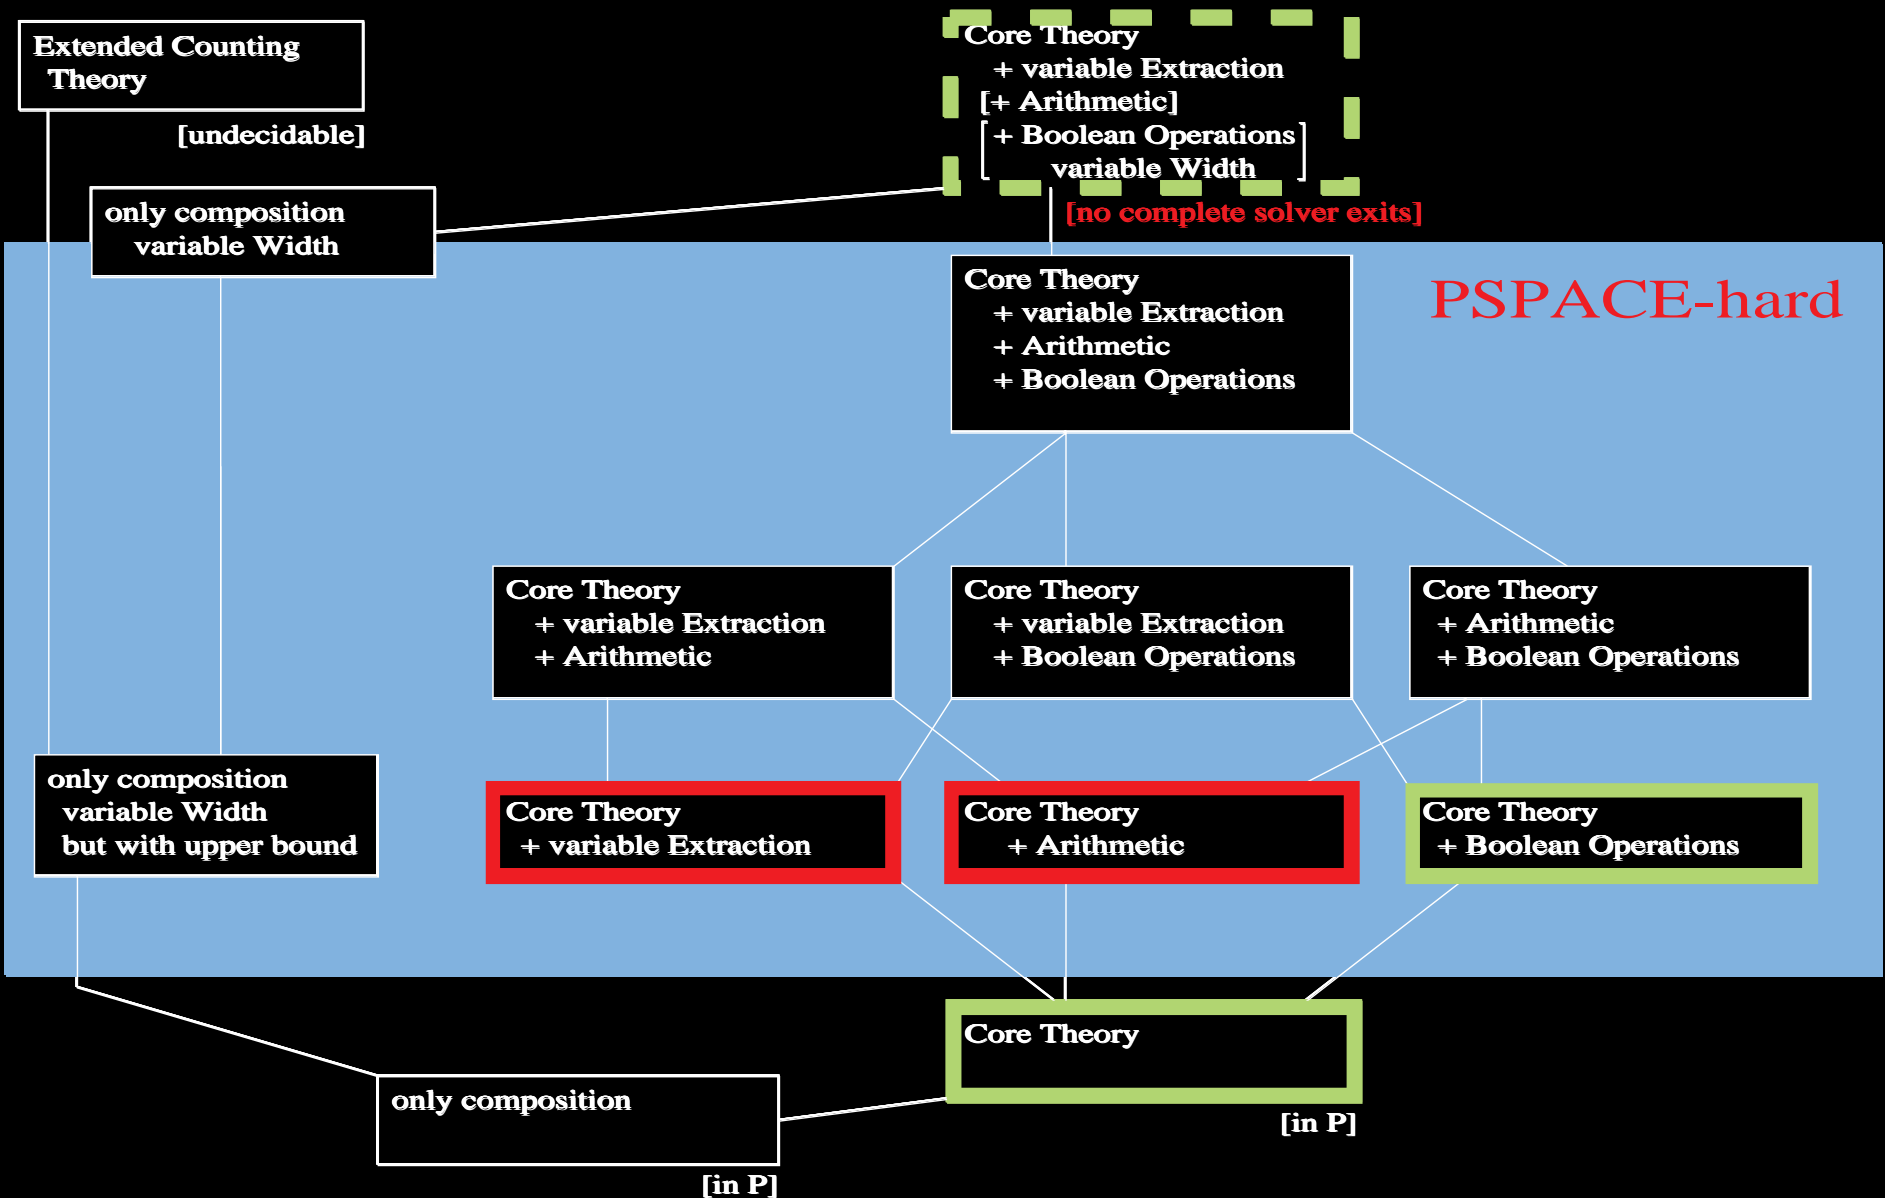 Extended Counting
Theory
[undecidable]
Core Theory
+ variable Extraction
[+ Arithmetic]
[+ Boolean Operations]
variable Width
[no complete solver exits]
only composition
variable Width
PSPACE-hard
Core Theory
+ variable Extraction
+ Arithmetic
+ Boolean Operations
Core Theory
+ variable Extraction
+ Arithmetic
Core Theory
+ variable Extraction
+ Boolean Operations
Core Theory
+ Arithmetic
+ Boolean Operations
only composition
variable Width
but with upper bound
Core Theory
+ variable Extraction
Core Theory
+ Arithmetic
Core Theory
+ Boolean Operations
Core Theory
[in P]
only composition
[in P]